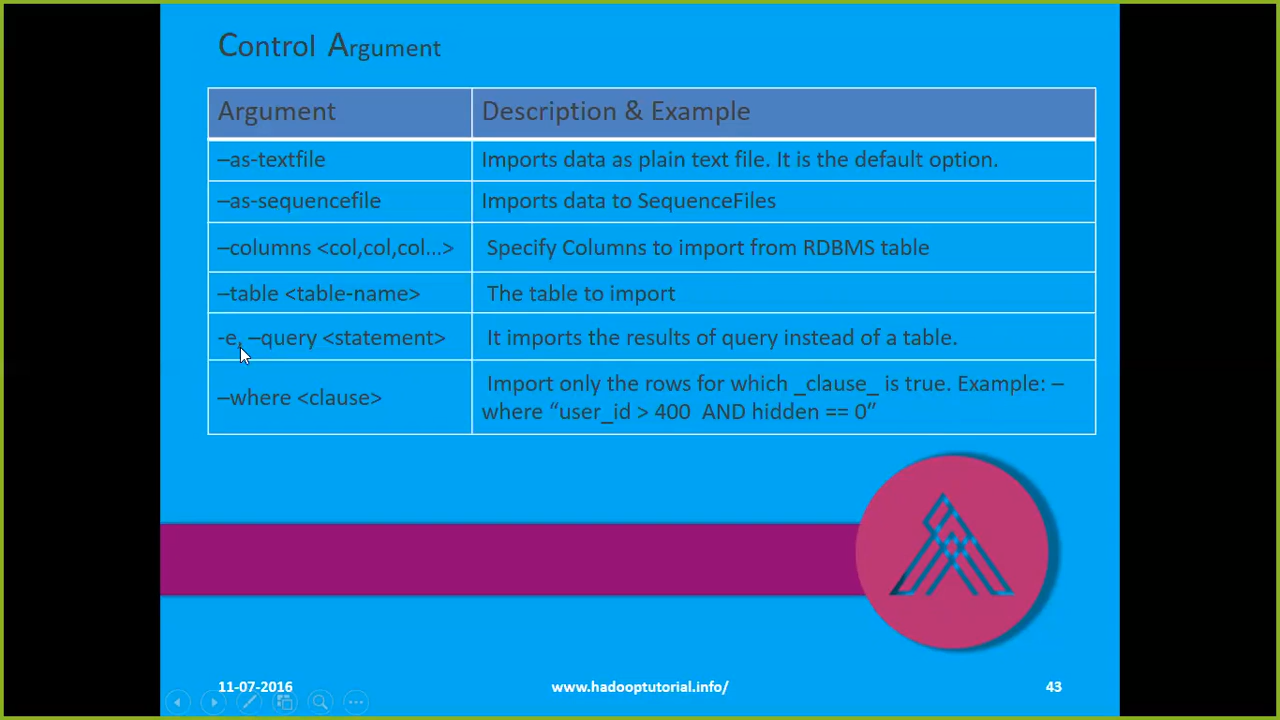 Control Argument
Argument
Description & Example
–as-textfile
Imports data as plain text file. It is the default option.
–as-sequencefile
Imports data to SequenceFiles
–columns <col,col,col…>
Specify Columns to import from RDBMS table
–table <table-name>
The table to import
-e, –query <statement>
It imports the results of query instead of a table.
–where <clause>
Import only the rows for which _clause_ is true. Example: –
where “user_id > 400  AND hidden == 0”
11-07-2016
www.hadooptutorial.info/
43